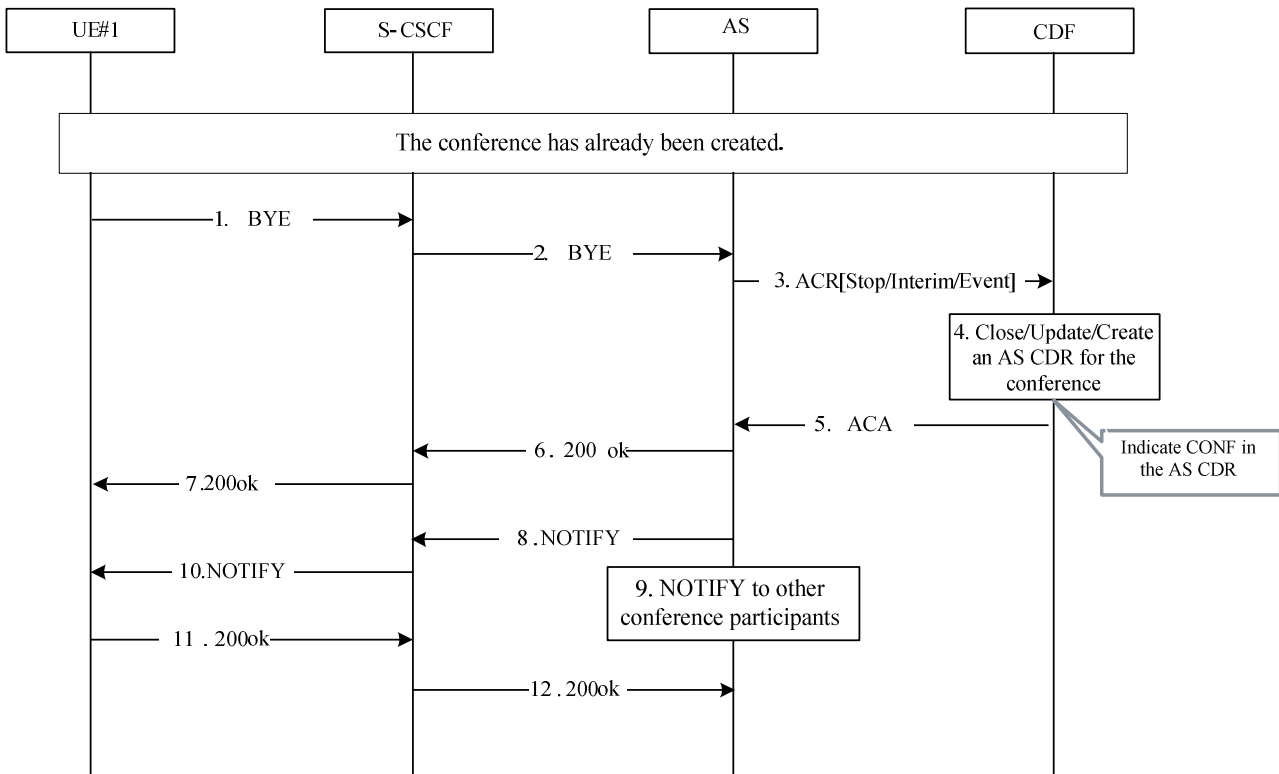 UE#1
S-CSCF
AS
CDF
The conference has already been created.
1. BYE
2. BYE
3. ACR[Stop/Interim/Event]
4. Close/Update/Create
an AS CDR for the
conference
5. ACA
Indicate CONF in
the AS CDR
6. 200 ok
7.200ok
8.NOTIFY
10.NOTIFY
9. NOTIFY to other
conference participants
11 .200ok
12.200ok